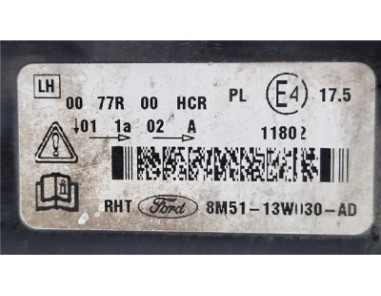 LH
00 77R 00 HCR PL E4 17.5
↓01 1a 02 → A
11802
RHT Ford 8M51-13W030-AD